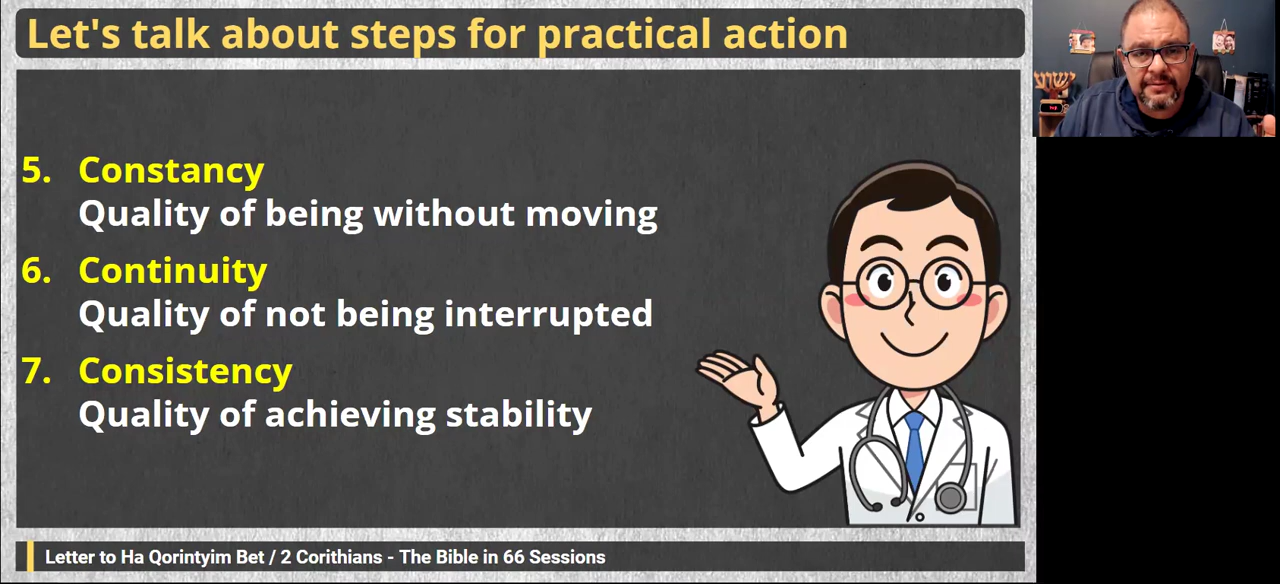 Let's talk about steps for practical action
5. Constancy
Quality of being without moving
6. Continuity
Quality of not being interrupted
7. Consistency
Quality of achieving stability
Letter to Ha Qorintyim Bet / 2 Corithians - The Bible in 66 Sessions